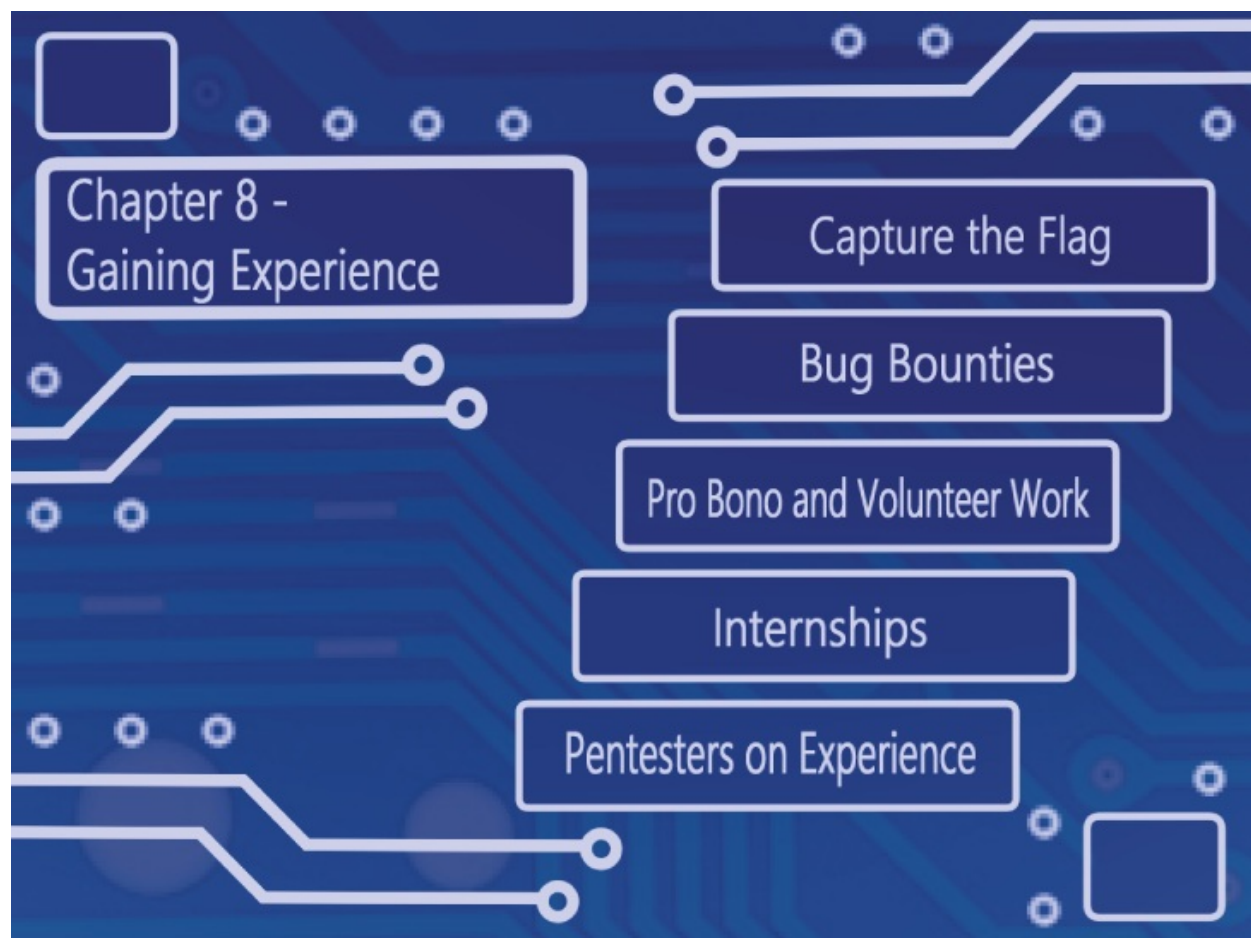 Chapter 8 -
Gaining Experience
Capture the Flag
Bug Bounties
Pro Bono and Volunteer Work
Internships
Pentesters on Experience